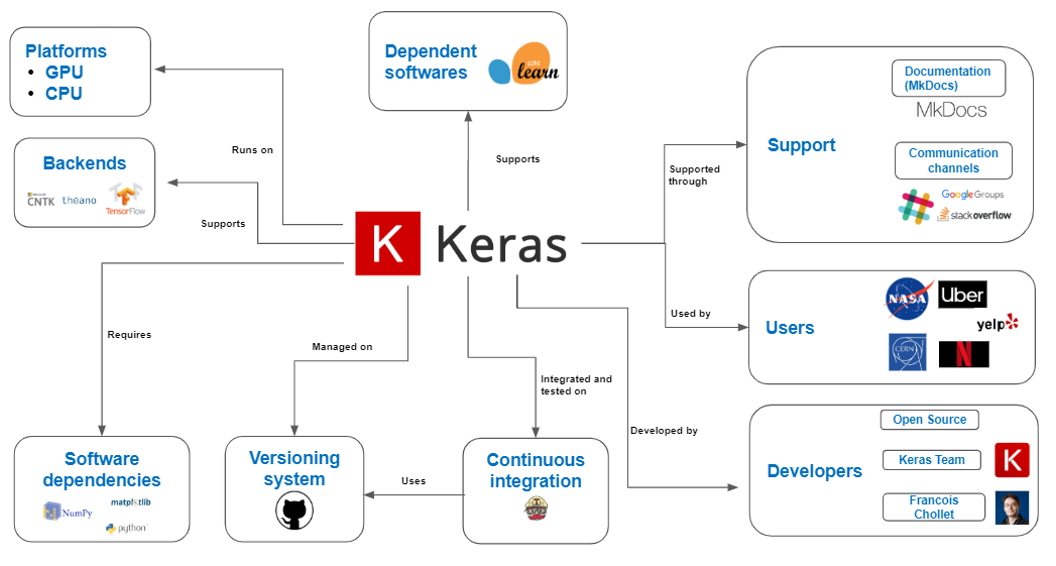 Platforms
• GPU
• CPU
Dependent
softwares
scikit
learn
Support
Documentation
(MkDocs)
MkDocs
Communication
channels
Google Groups
stackoverflow
Backends
Microsoft
CNTK
theano
TensorFlow
Runs on
Supports
Supports
Supported
through
K
Keras
Requires
Managed on
Integrated and
tested on
Used by
Developed by
Users
NASA
Uber
yelp
CERN
N
Software
dependencies
NumPy
matplotlib
python
Versioning
system
Uses
Continuous
integration
Developers
Open Source
Keras Team
K
Francois
Chollet